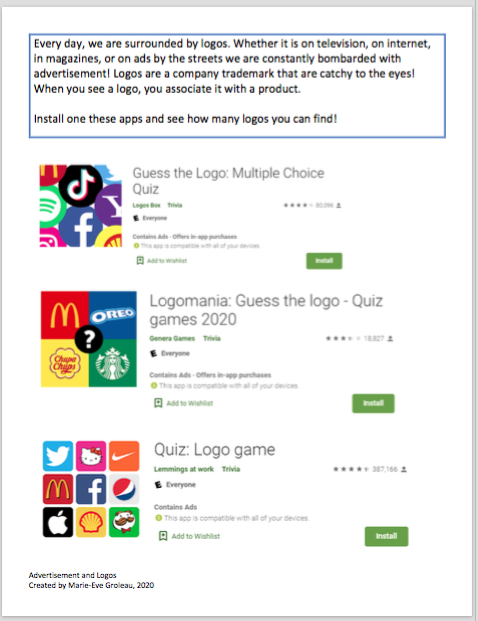 Every day, we are surrounded by logos. Whether it is on television, on internet,
in magazines, or on ads by the streets we are constantly bombarded with
advertisement! Logos are a company trademark that are catchy to the eyes!
When you see a logo, you associate it with a product.
Install one these apps and see how many logos you can find!
Guess the Logo: Multiple Choice
Quiz
Logos Box Trivia
Everyone
Contains Ads · Offers in-app purchases
This app is compatible with all of your devices.
Add to Wishlist
Install
OREO
Chupa
Chups
?
Logomania: Guess the logo - Quiz
games 2020
Genera Games Trivia
18,827
E Everyone
Contains Ads · Offers in-app purchases
This app is compatible with all of your devices.
Add to Wishlist
Install
Quiz: Logo game
Lemmings at work Trivia
387,166
E Everyone
Contains Ads
This app is compatible with all of your devices.
Add to Wishlist
Install
Advertisement and Logos
Created by Marie-Eve Groleau, 2020